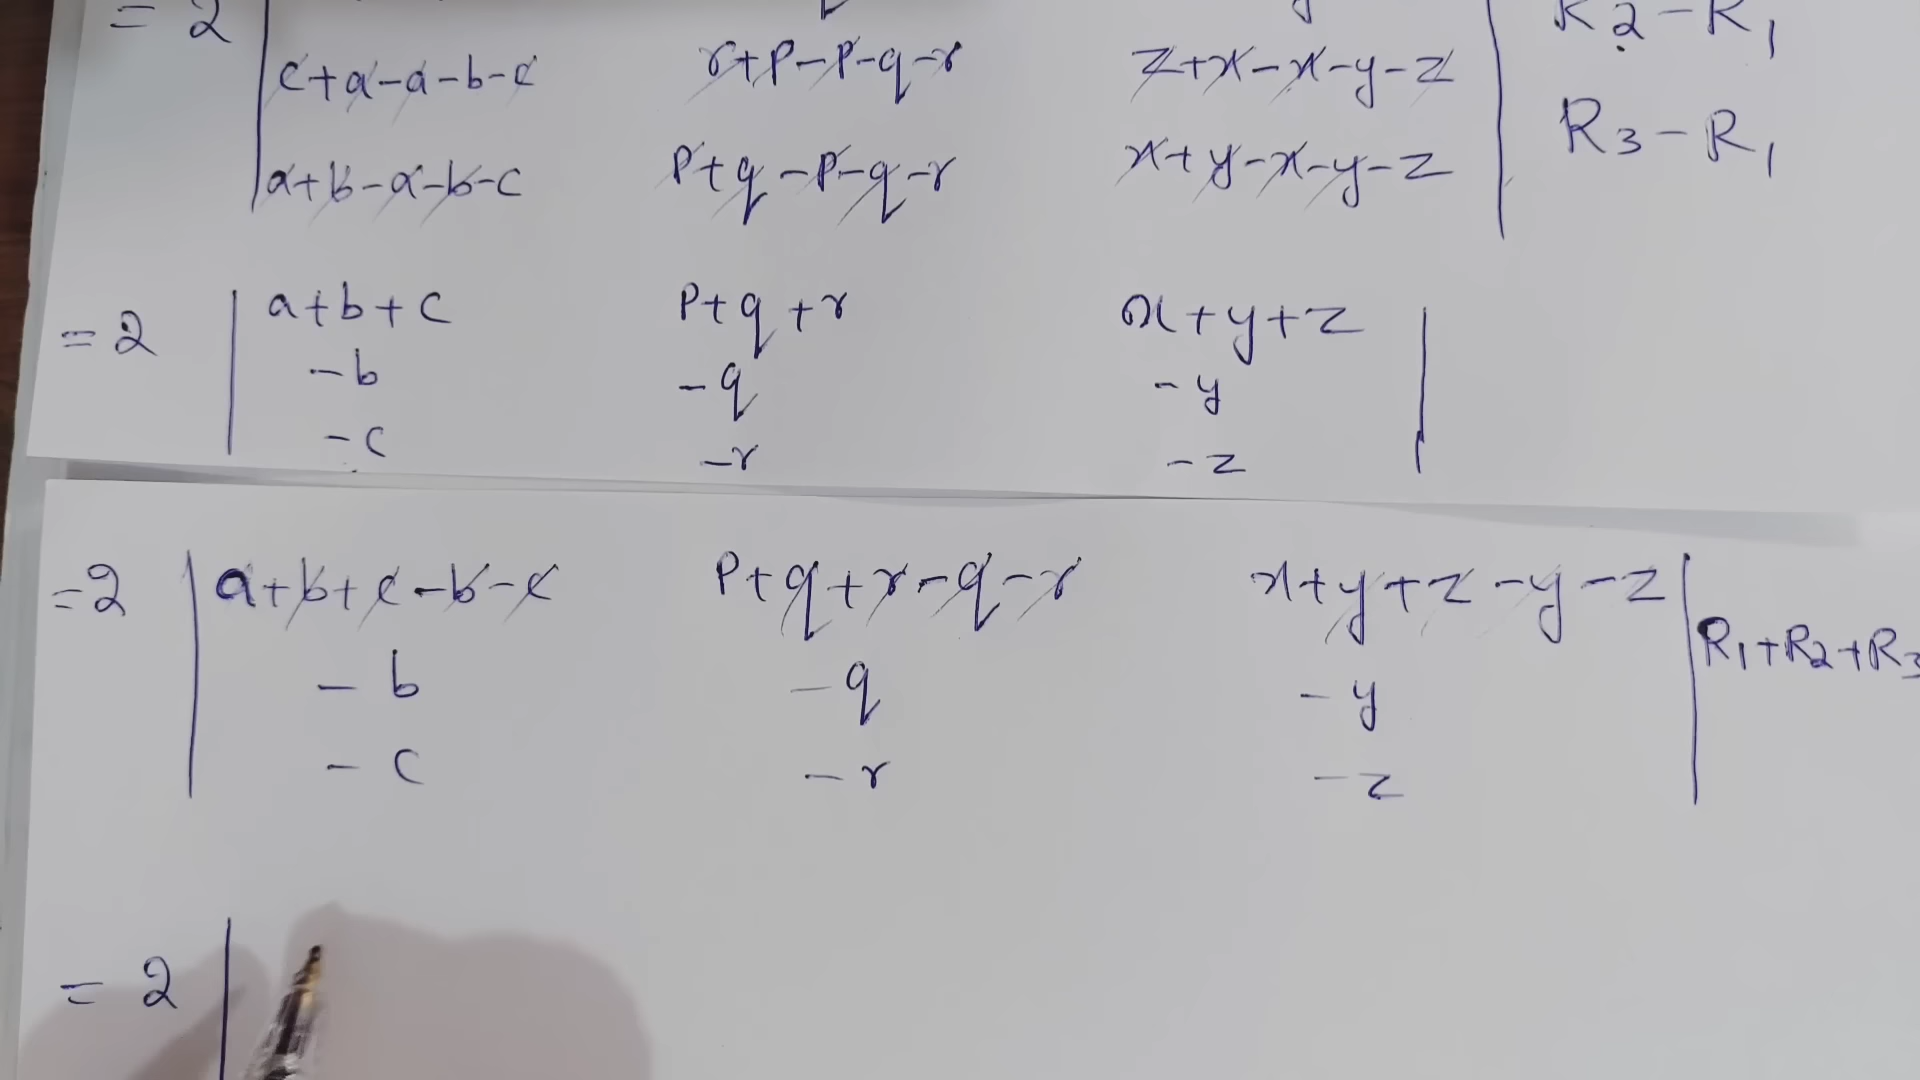 = 2 R2-R1
c+a-a-b-c r+p-p-q-r z+x-x-y-z
R3-R1
a+b-a-b-c p+q-p-q-r x+y-x-y-z
a+b+c p+q+r x+y+z
= 2
-b -q -y
-c -r -z
=2 a+b+c-b-c p+q+r-q-r x+y+z-y-z
R1+R2+R3
- b -q -y
- c -r -z
= 2